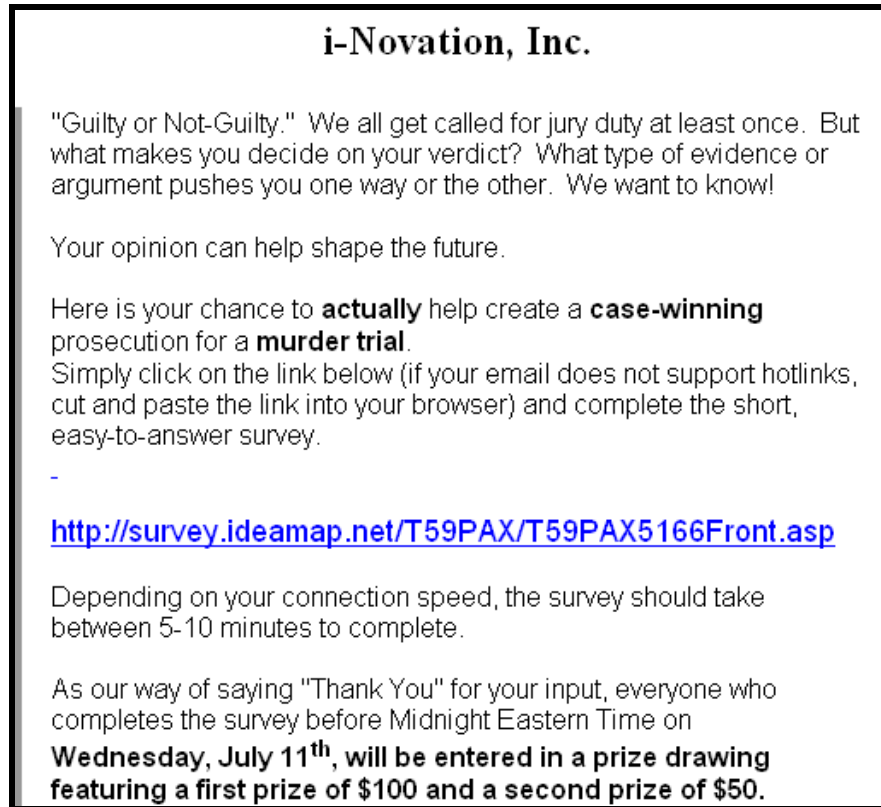 i-Novation, Inc.
"Guilty or Not-Guilty."  We all get called for jury duty at least once.  But
what makes you decide on your verdict?  What type of evidence or
argument pushes you one way or the other.  We want to know!
Your opinion can help shape the future.
Here is your chance to actually help create a case-winning
prosecution for a murder trial.
Simply click on the link below (if your email does not support hotlinks,
cut and paste the link into your browser) and complete the short,
easy-to-answer survey.
http://survey.ideamap.net/T59PAX/T59PAX5166Front.asp
Depending on your connection speed, the survey should take
between 5-10 minutes to complete.
As our way of saying "Thank You" for your input, everyone who
completes the survey before Midnight Eastern Time on
Wednesday, July 11th, will be entered in a prize drawing
featuring a first prize of $100 and a second prize of $50.